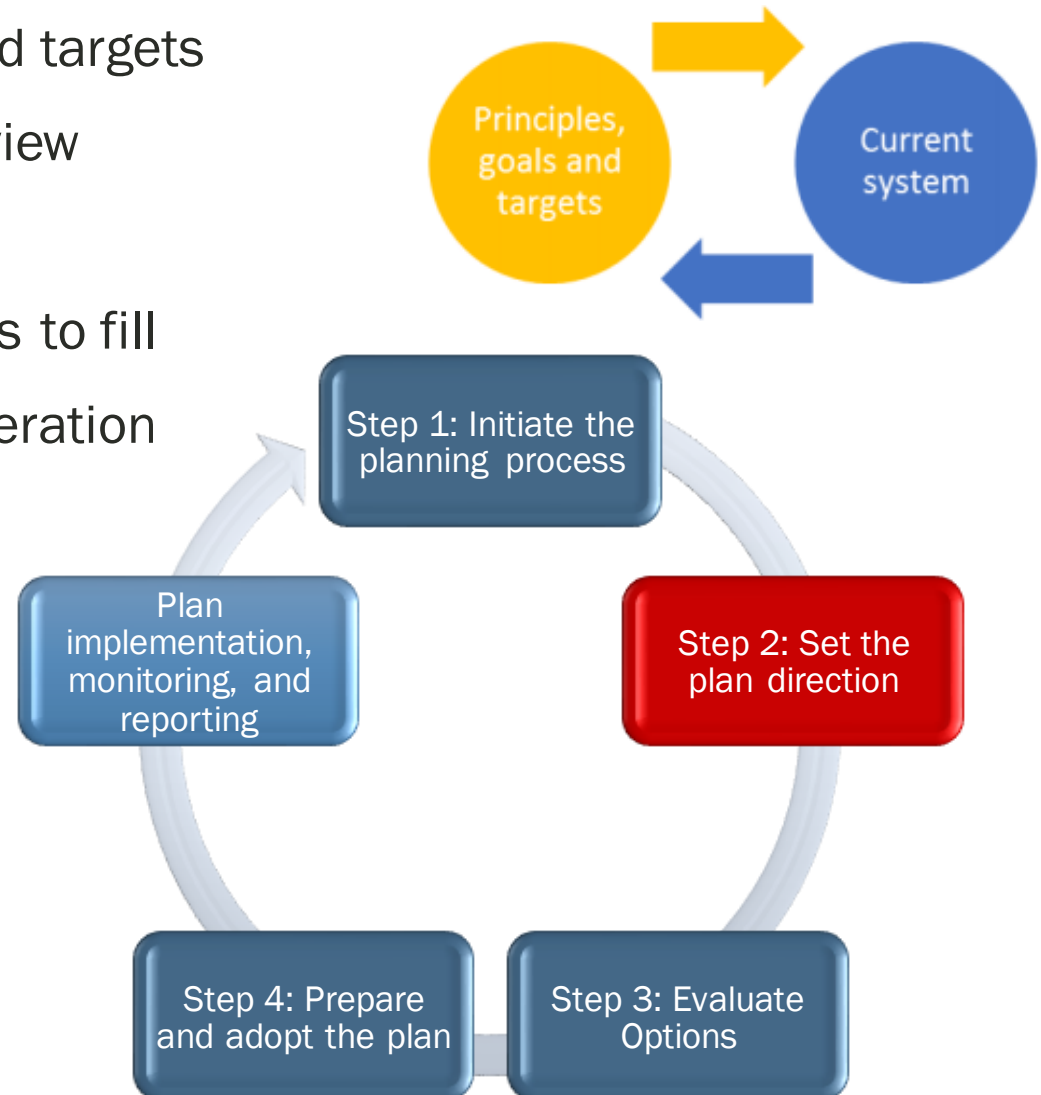 d targets
view
s to fill
eration
Principles,
goals and
targets
Current
system
Step 1: Initiate the
planning process
Step 2: Set the
plan direction
Step 3: Evaluate
Options
Step 4: Prepare
and adopt the plan
Plan
implementation,
monitoring, and
reporting